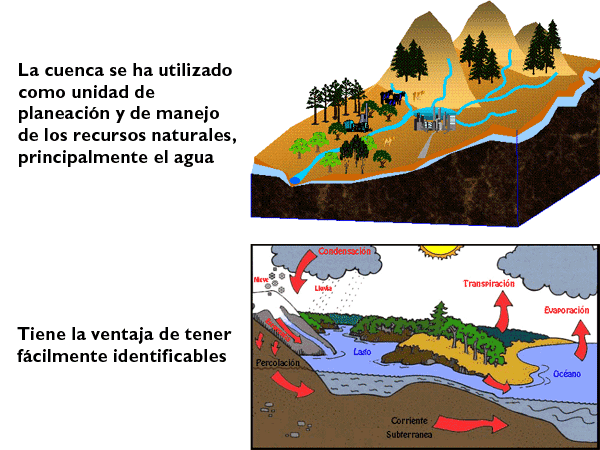 La cuenca se ha utilizado
como unidad de
planeación y de manejo
de los recursos naturales,
principalmente el agua
Tiene la ventaja de tener
fácilmente identificables
Condensación
Nieve
Lluvia
Transpiración
Evaporación
Percolación
Lago
Océano
Corriente
Subterranea